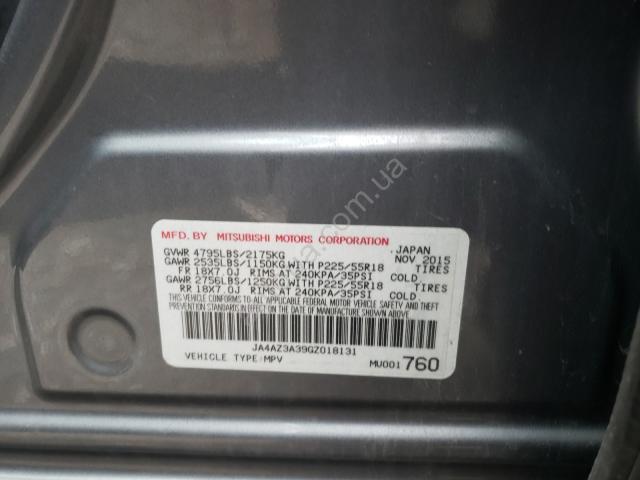 MFD. BY MITSUBISHI MOTORS CORPORATION
JAPAN
GVWR 4795LBS/2175KG NOV 2015
GAWR 2535LBS/1150KG WITH P225/55R18 TIRES
FR 18X7.0J RIMS AT 240KPA/35PSI COLD
GAWR 2756LBS/1250KG WITH P225/55R18 TIRES
RR 18X7.0J RIMS AT 240KPA/35PSI COLD
THIS VEHICLE CONFORMS TO ALL APPLICABLE FEDERAL MOTOR VEHICLE SAFETY AND THEFT
PREVENTION STANDARDS IN EFFECT ON THE DATE OF MANUFACTURE SHOWN ABOVE.
JA4AZ3A39GZ018131
VEHICLE TYPE:MPV MU001760